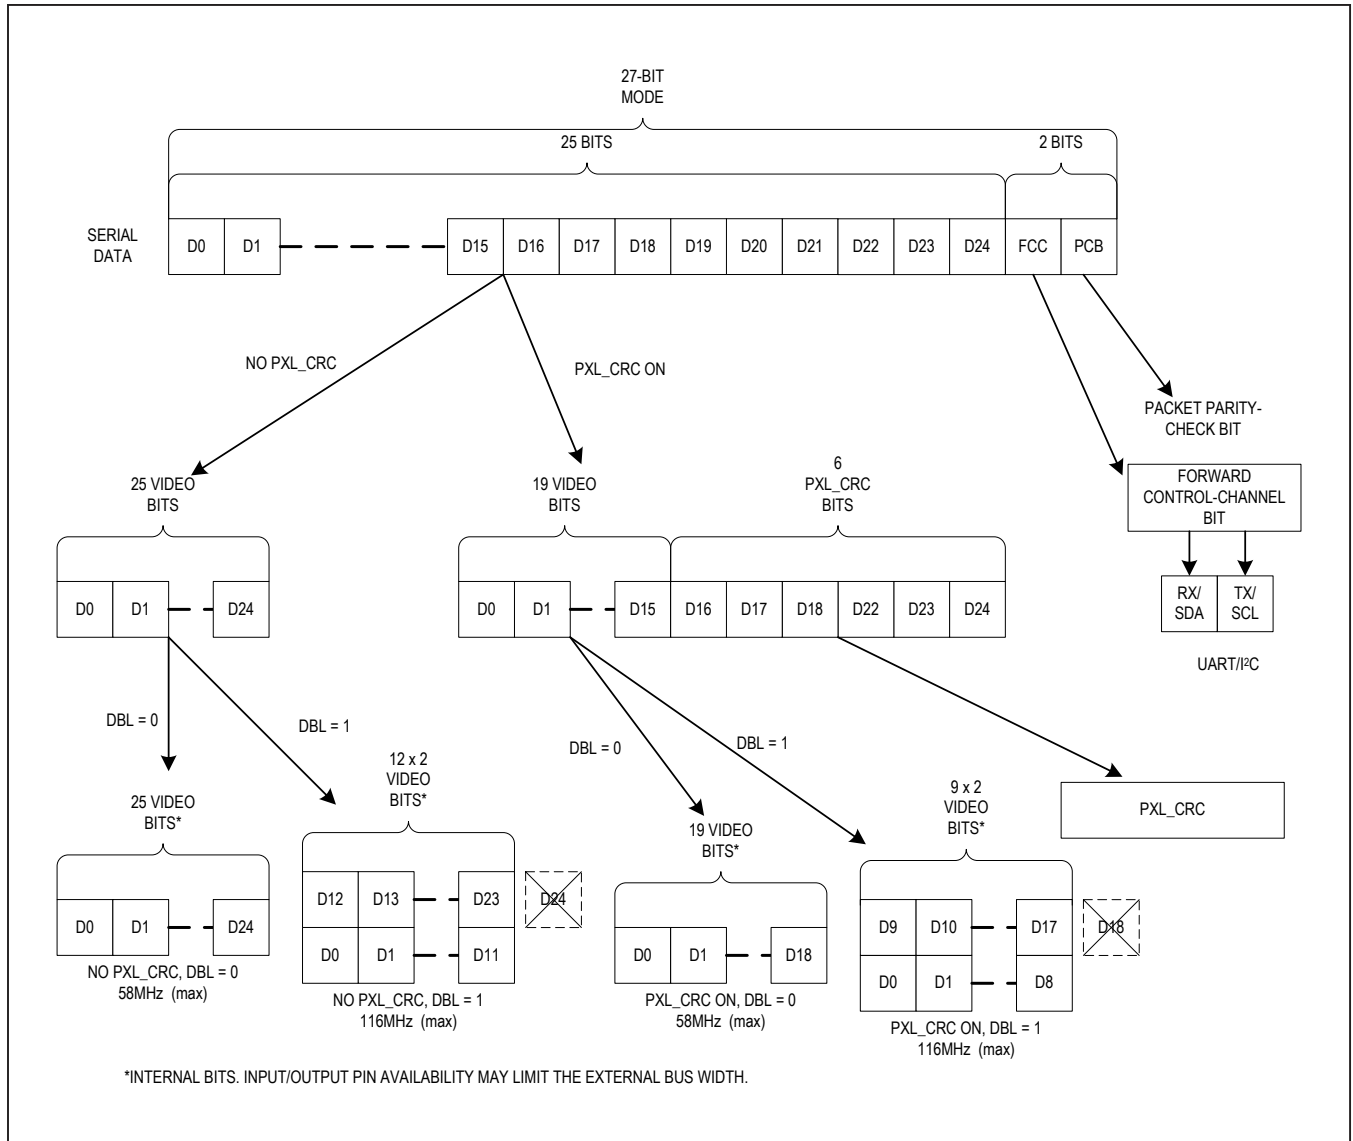 27-BIT
MODE
25 BITS
2 BITS
SERIAL
DATA
D0 D1 D15 D16 D17 D18 D19 D20 D21 D22 D23 D24 FCC PCB
NO PXL_CRC
PXL_CRC ON
PACKET PARITY-
CHECK BIT
25 VIDEO
BITS
19 VIDEO
BITS
6
PXL_CRC
BITS
FORWARD
CONTROL-CHANNEL
BIT
D0 D1 D24
D0 D1 D15 D16 D17 D18 D22 D23 D24
RX/
SDA
TX/
SCL
UART/I²C
DBL = 0
DBL = 1
DBL = 0
DBL = 1
25 VIDEO
BITS*
12 x 2
VIDEO
BITS*
19 VIDEO
BITS*
9 x 2
VIDEO
BITS*
PXL_CRC
D0 D1 D24
NO PXL_CRC, DBL = 0
58MHz (max)
D12 D13 D23 D24
D0 D1 D11
NO PXL_CRC, DBL = 1
116MHz (max)
D0 D1 D18
PXL_CRC ON, DBL = 0
58MHz (max)
D9 D10 D17 D18
D0 D1 D8
PXL_CRC ON, DBL = 1
116MHz (max)
*INTERNAL BITS. INPUT/OUTPUT PIN AVAILABILITY MAY LIMIT THE EXTERNAL BUS WIDTH.